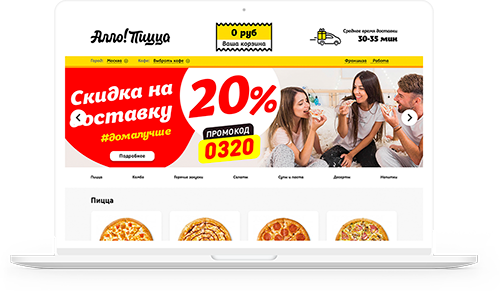 Алло! Пицца
0 руб
Ваша корзина
Среднее время доставки
30-35 мин
Город: Москва
Кафе: Выбрать кафе
Франшиза Работа
Скидка на доставку
20%
#домалучше
ПРОМОКОД
0320
Подробнее
Пицца Комбо Горячие закуски Салаты Супы и паста Десерты Напитки
Пицца